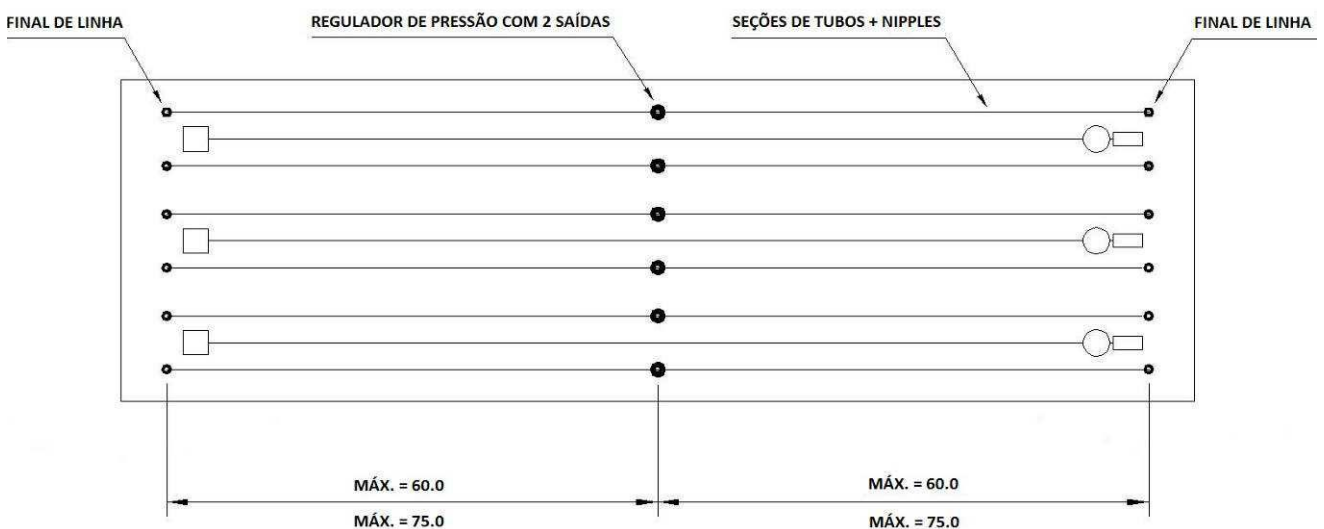 FINAL DE LINHA
REGULADOR DE PRESSÃO COM 2 SAÍDAS
SEÇÕES DE TUBOS + NIPPLES
FINAL DE LINHA
MÁX. = 60.0
MÁX. = 60.0
MÁX. = 75.0
MÁX. = 75.0